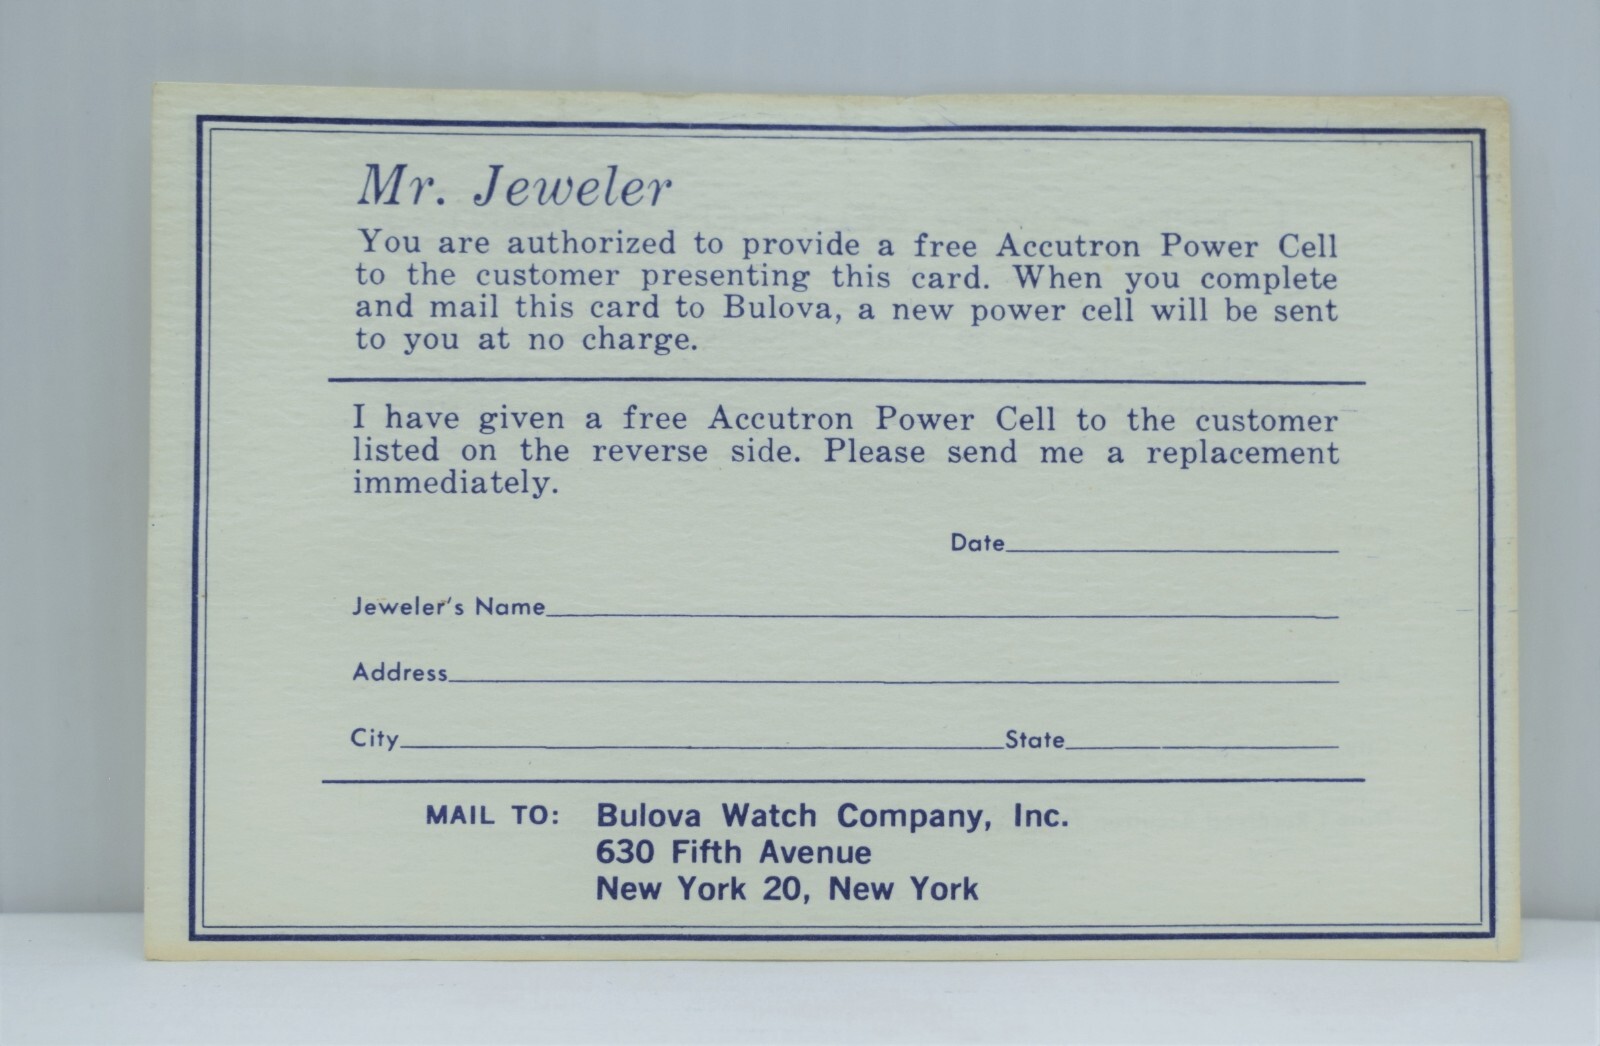 Mr. Jeweler
You are authorized to provide a free Accutron Power Cell
to the customer presenting this card. When you complete
and mail this card to Bulova, a new power cell will be sent
to you at no charge.
I have given a free Accutron Power Cell to the customer
listed on the reverse side. Please send me a replacement
immediately.
Date
Jeweler's Name
Address
City State
MAIL TO: Bulova Watch Company, Inc.
630 Fifth Avenue
New York 20, New York